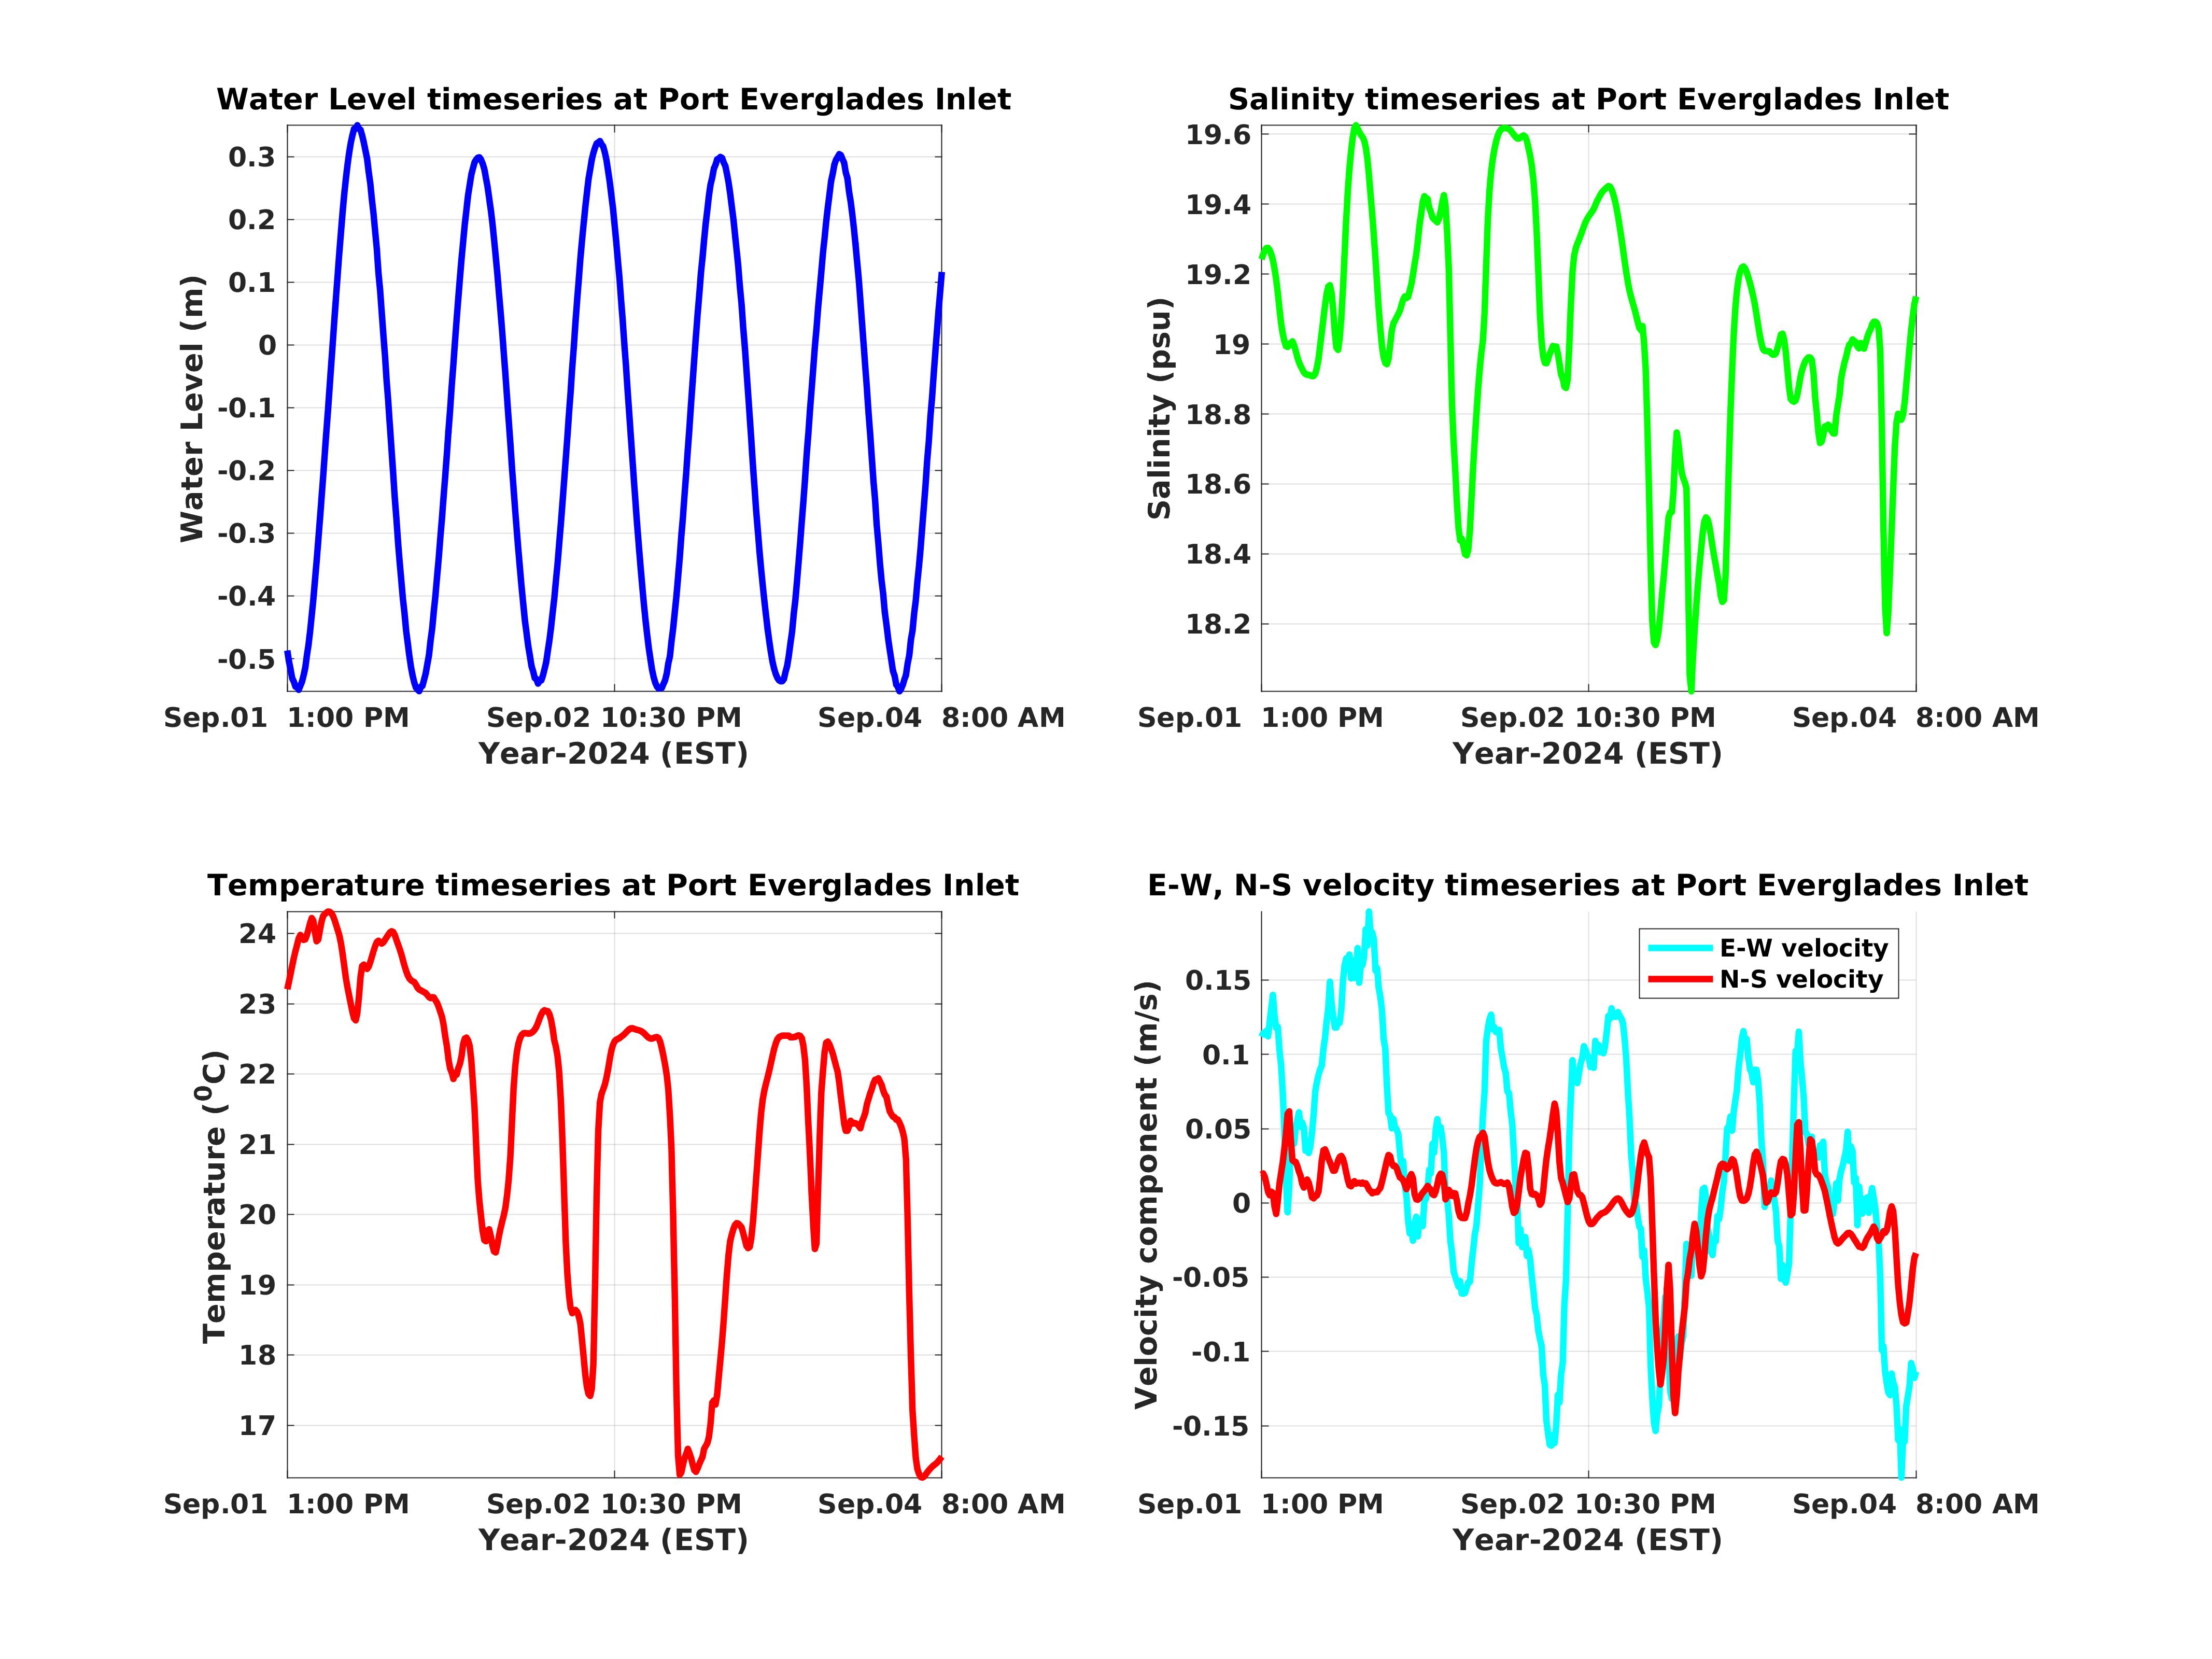 Water Level timeseries at Port Everglades Inlet
Water Level (m)
0.3
0.2
0.1
0
-0.1
-0.2
-0.3
-0.4
-0.5
Sep.01 1:00 PM Sep.02 10:30 PM Sep.04 8:00 AM
Year-2024 (EST)
Salinity timeseries at Port Everglades Inlet
Salinity (psu)
19.6
19.4
19.2
19
18.8
18.6
18.4
18.2
Sep.01 1:00 PM Sep.02 10:30 PM Sep.04 8:00 AM
Year-2024 (EST)
Temperature timeseries at Port Everglades Inlet
Temperature (⁰C)
24
23
22
21
20
19
18
17
Sep.01 1:00 PM Sep.02 10:30 PM Sep.04 8:00 AM
Year-2024 (EST)
E-W, N-S velocity timeseries at Port Everglades Inlet
Velocity component (m/s)
E-W velocity
N-S velocity
0.15
0.1
0.05
0
-0.05
-0.1
-0.15
Sep.01 1:00 PM Sep.02 10:30 PM Sep.04 8:00 AM
Year-2024 (EST)